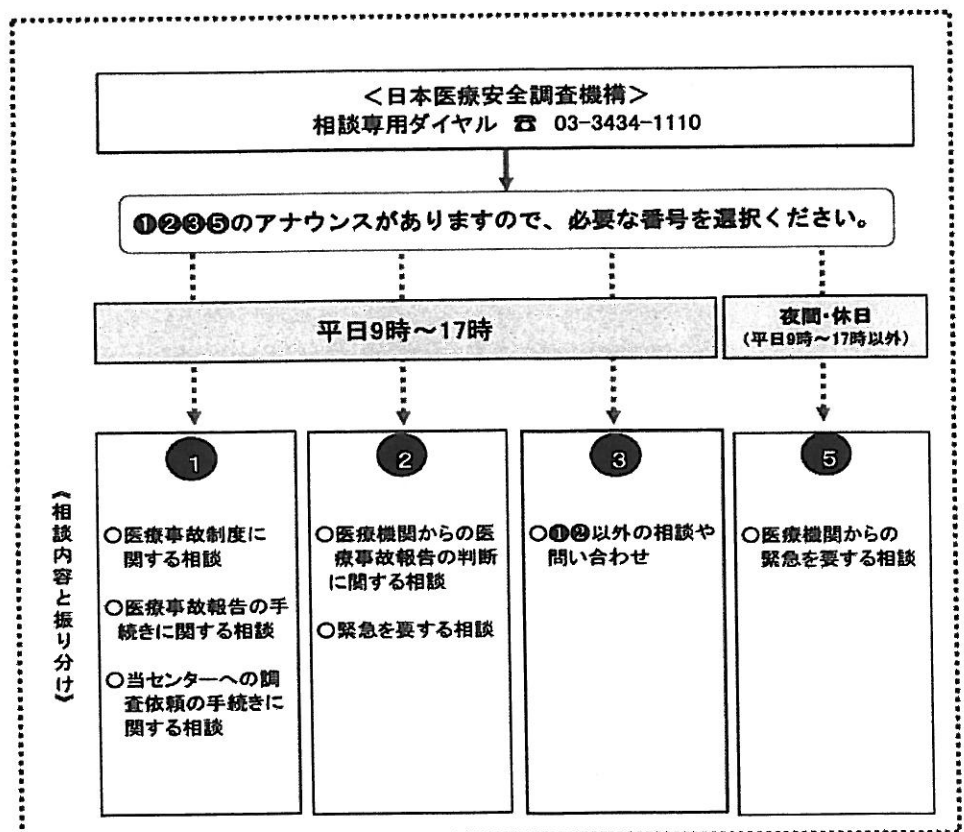 ＜日本医療安全調査機構＞
相談専用ダイヤル ☎ 03-3434-1110
❶❷❸❺のアナウンスがありますので、必要な番号を選択ください。
平日9時～17時
夜間・休日
(平日9時～17時以外)
《相談内容と振り分け》
1
○医療事故制度に
関する相談
○医療事故報告の手
続きに関する相談
○当センターへの調
査依頼の手続きに
関する相談
2
○医療機関からの医
療事故報告の判断
に関する相談
○緊急を要する相談
3
○❶❷以外の相談や
問い合わせ
5
○医療機関からの
緊急を要する相談